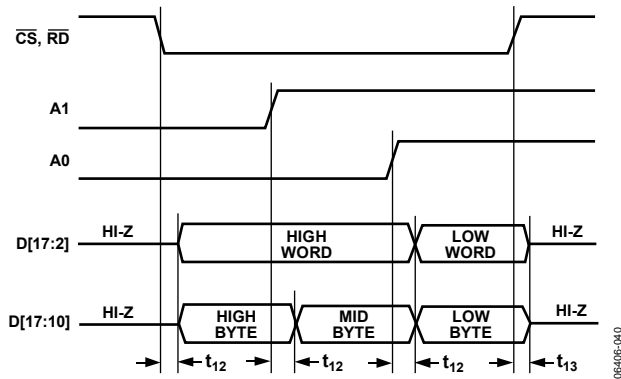 CS, RD
A1
A0
D[17:2] HI-Z HIGH WORD LOW WORD HI-Z
D[17:10] HI-Z HIGH BYTE MID BYTE LOW BYTE HI-Z
t12 t12 t12 t13
06406-040